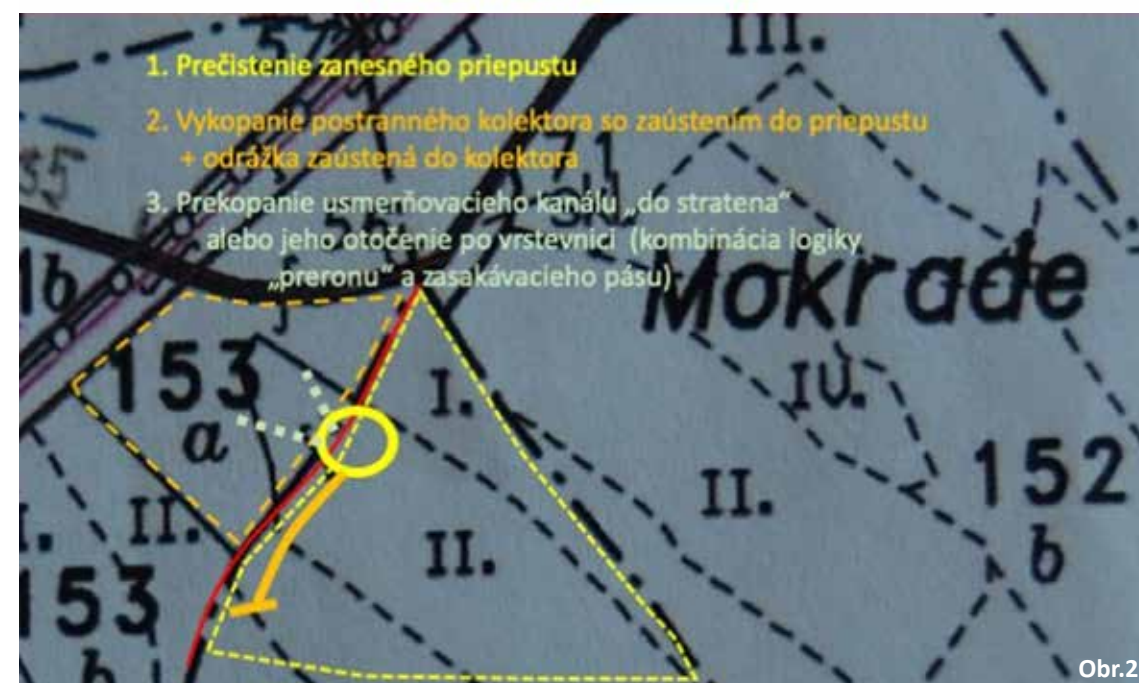 III.
1. Prečistenie zanesného priepustu
2. Vykopanie postranného kolektora so zaústením do priepustu
+ odrážka zaústená do kolektora
35
3. Prekopanie usmerňovacieho kanálu „do stratena“
alebo jeho otočenie po vrstevnici (kombinácia logiky
„preronu“ a zasakávacieho pásu)
1b
Mokrade
153
a
I.
IV.
152
b
II.
II.
II.
I.
153
b
Obr.2